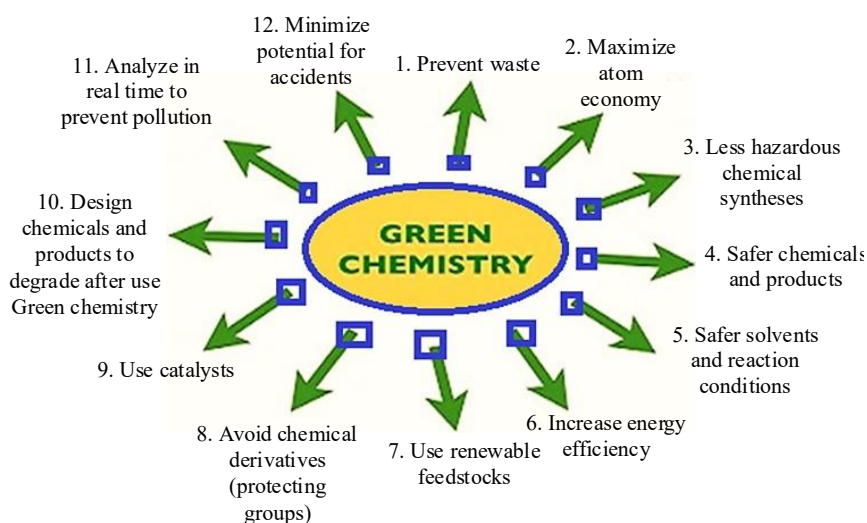 GREEN
CHEMISTRY
1. Prevent waste
2. Maximize
atom
economy
3. Less hazardous
chemical
syntheses
4. Safer chemicals
and products
5. Safer solvents
and reaction
conditions
6. Increase energy
efficiency
7. Use renewable
feedstocks
8. Avoid chemical
derivatives
(protecting
groups)
9. Use catalysts
10. Design
chemicals and
products to
degrade after use
Green chemistry
11. Analyze in
real time to
prevent pollution
12. Minimize
potential for
accidents